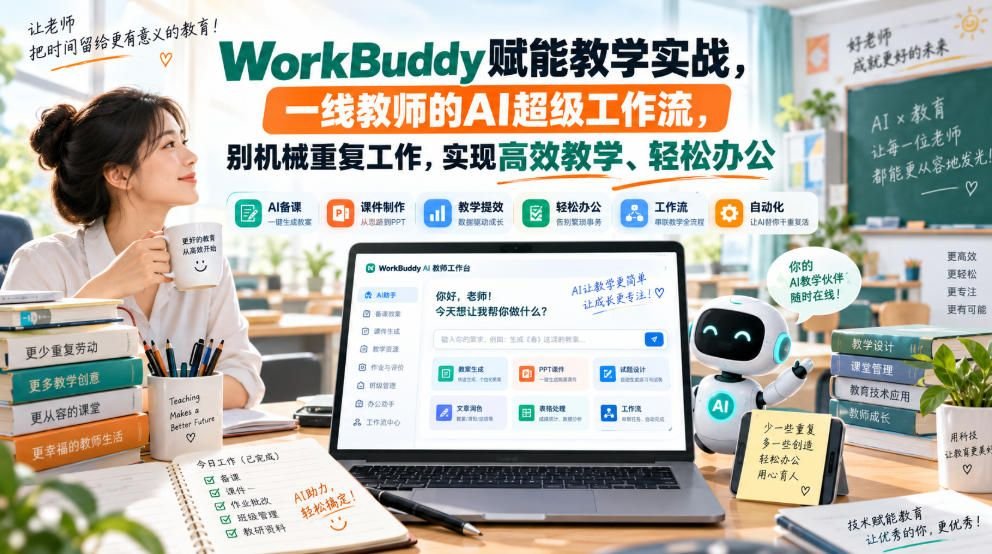 让老师
把时间留给更有意义的教育！
WorkBuddy赋能教学实战，
一线教师的AI超级工作流，
别机械重复工作，实现高效教学、轻松办公
AI备课
一键生成教案
课件制作
从思路到PPT
教学提效
数据驱动成长
轻松办公
告别繁琐事务
工作流
串联教学全流程
自动化
让AI替你干重复活
好老师
成就更好的未来
AI × 教育
让每一位老师
都能更从容地发光！
更好的教育
从高效开始
WorkBuddy AI 教师工作台
AI助手
备课教案
课件生成
教学资源
作业与评价
班级管理
办公助手
工作流中心
你好，老师！
今天想让我帮你做什么？
AI让教学更简单
让成长更专注！
教案生成
PPT课件
一键生成教案课件
试题设计
文章润色
表格处理
工作流
你的
AI教学伙伴
随时在线！
AI
更高效
更轻松
更专注
更有可能
更少重复劳动
更多教学创意
更从容的课堂
更幸福的教师生活
Teaching
Makes a
Better Future
教学设计
课堂管理
教育技术应用
教师成长
少一些重复
多一些创造
轻松办公
用心育人
用科技
让教育更美好
今日工作（已完成）
备课
课件
作业批改
班级管理
教研资料
AI助力，
轻松搞定！
技术赋能教育
让优秀的你，更优秀！